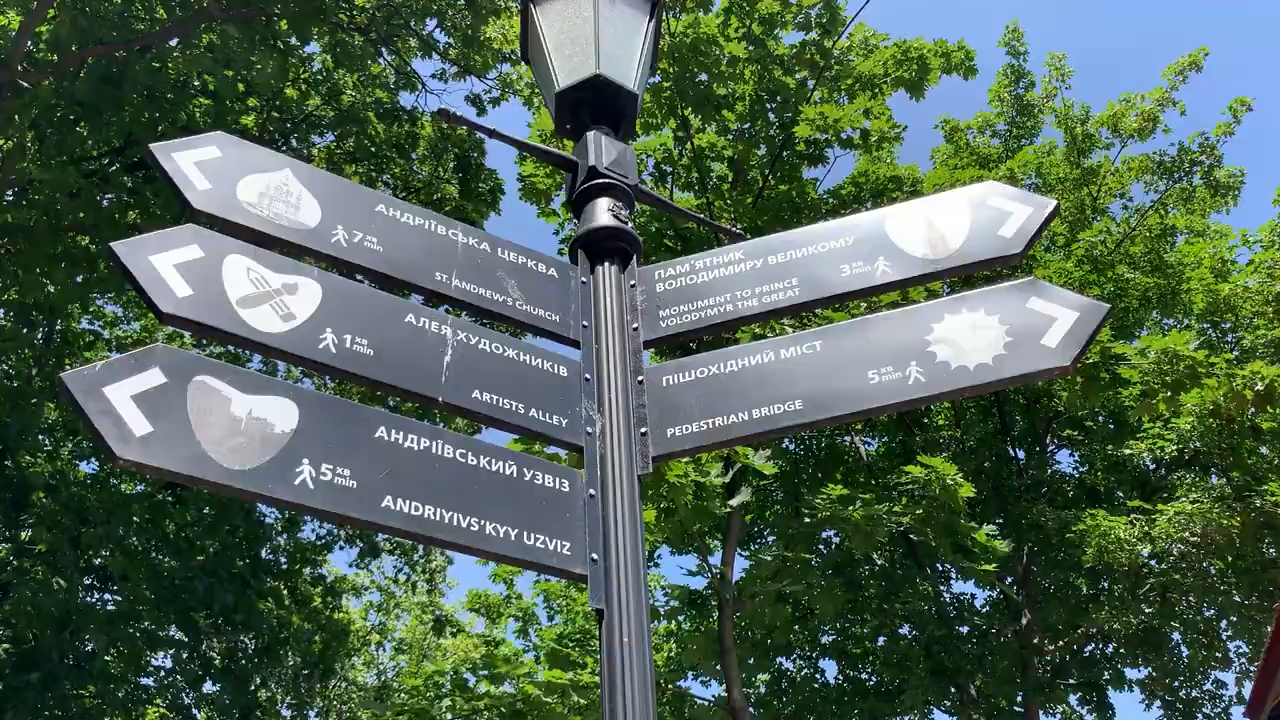 АНДРІЇВСЬКА ЦЕРКВА
7 хв min
ST. ANDREW'S CHURCH
АЛЕЯ ХУДОЖНИКІВ
1 хв min
ARTISTS ALLEY
АНДРІЇВСЬКИЙ УЗВІЗ
5 хв min
ANDRIYIVS'KYY UZVIZ
ПАМ'ЯТНИК
ВОЛОДИМИРУ ВЕЛИКОМУ
3 хв min
MONUMENT TO PRINCE
VOLODYMYR THE GREAT
ПІШОХІДНИЙ МІСТ
5 хв min
PEDESTRIAN BRIDGE